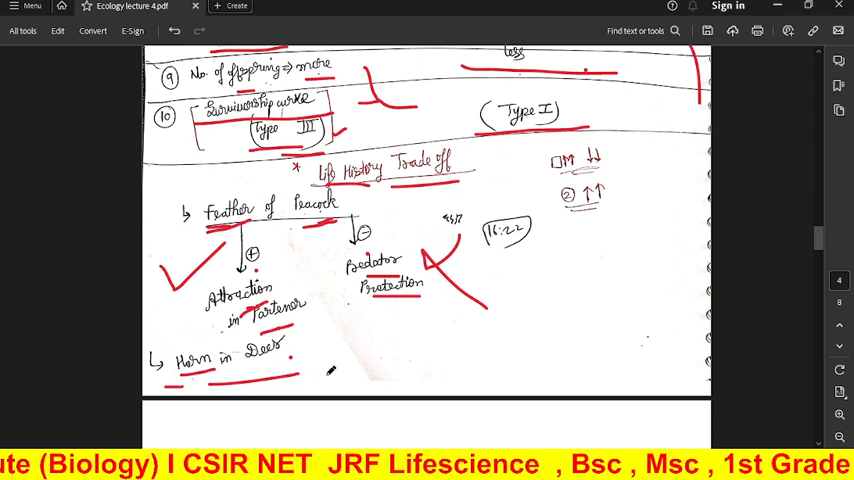 Menu
Ecology lecture 4.pdf
×
+ Create
Sign in
All tools
Edit
Convert
E-Sign
Find text or tools
less
⑨ No. of offspring ⇒ more
⑩ Survivorship curve
(Type III)
(Type I)
* Life History Trade off
↑↑ ↓↓
② ↑↑
↳ Feather of Peacock
⊕
⊖
16:22
Attraction
in Partener
Predator
Protection
↳ Horn in Deer
4
8
ute (Biology) I CSIR NET JRF Lifescience , Bsc , Msc , 1st Grade